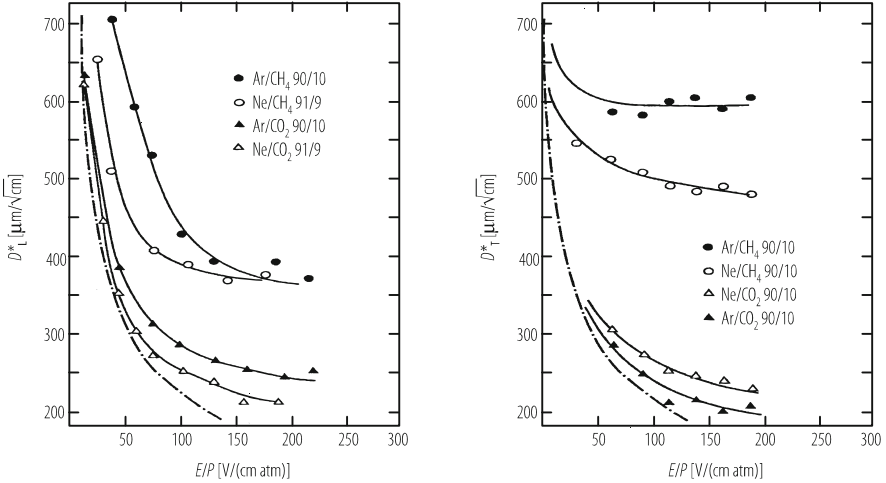 700
600
500
400
300
200
50
100
150
200
250
300
D*L [μm/√cm]
E/P [V/(cm atm)]
Ar/CH4 90/10
Ne/CH4 91/9
Ar/CO2 90/10
Ne/CO2 91/9
700
600
500
400
300
200
50
100
150
200
250
300
D*T [μm/√cm]
E/P [V/(cm atm)]
Ar/CH4 90/10
Ne/CH4 90/10
Ne/CO2 90/10
Ar/CO2 90/10